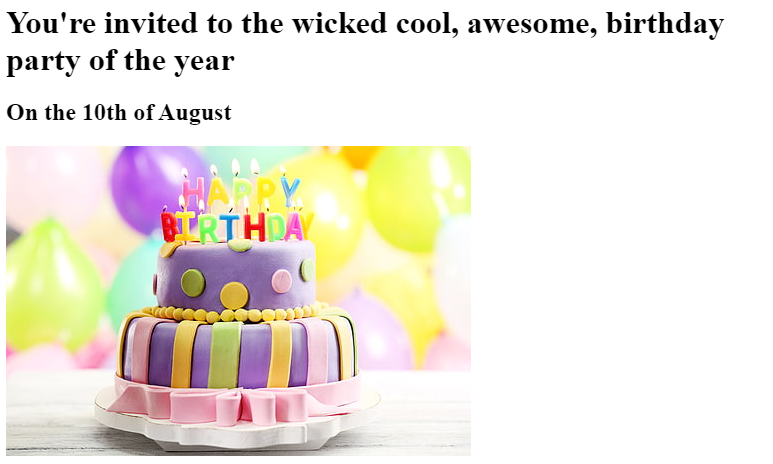 You're invited to the wicked cool, awesome, birthday
party of the year
On the 10th of August
HAPPY
BIRTHDAY